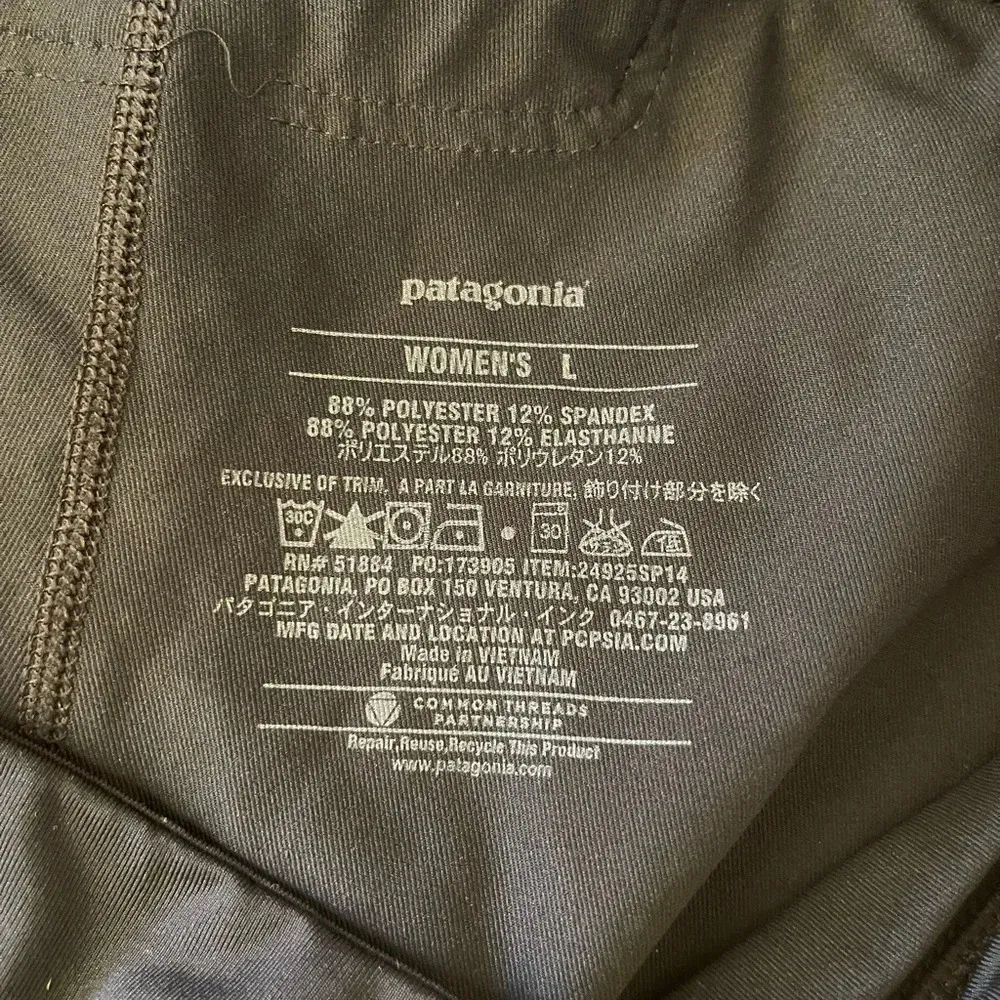 patagonia
WOMEN'S L
88% POLYESTER 12% SPANDEX
88% POLYESTER 12% ELASTHANNE
ポリエステル88% ポリウレタン12%
EXCLUSIVE OF TRIM, A PART LA GARNITURE, 飾り付け部分を除く
30C 30 低
RN# 51884 PO:173905 ITEM:24925SP14
PATAGONIA, PO BOX 150 VENTURA, CA 93002 USA
パタゴニア・インターナショナル・インク 0467-23-8961
MFG DATE AND LOCATION AT PCPSIA.COM
Made in VIETNAM
Fabriqué AU VIETNAM
COMMON THREADS
PARTNERSHIP
Repair,Reuse,Recycle This Product
www.patagonia.com